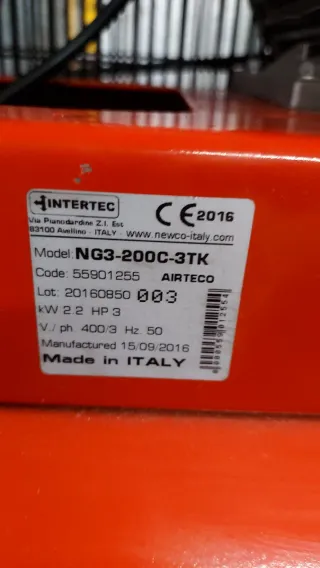 INTERTEC
CE 2016
Via Pianodardine Z.I. Est
83100 Avellino - ITALY - www.newco-italy.com
Model: NG3-200C-3TK
Code: 55901255 AIRTECO
Lot: 20160850 003
kW 2.2 HP 3
V./ ph 400/3 Hz. 50
Manufactured 15/09/2016
Made in ITALY